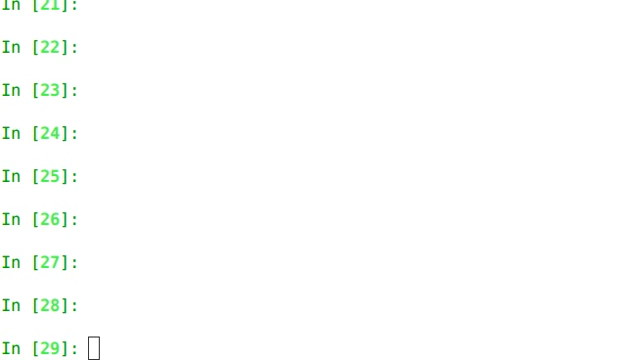 In [21]:
In [22]:
In [23]:
In [24]:
In [25]:
In [26]:
In [27]:
In [28]:
In [29]: